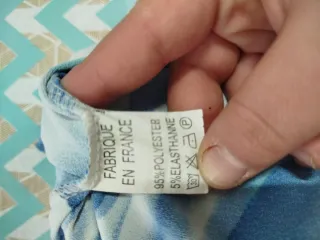 FABRIQUE
EN FRANCE
95%POLYESTER
5%ELASTHANNE
P